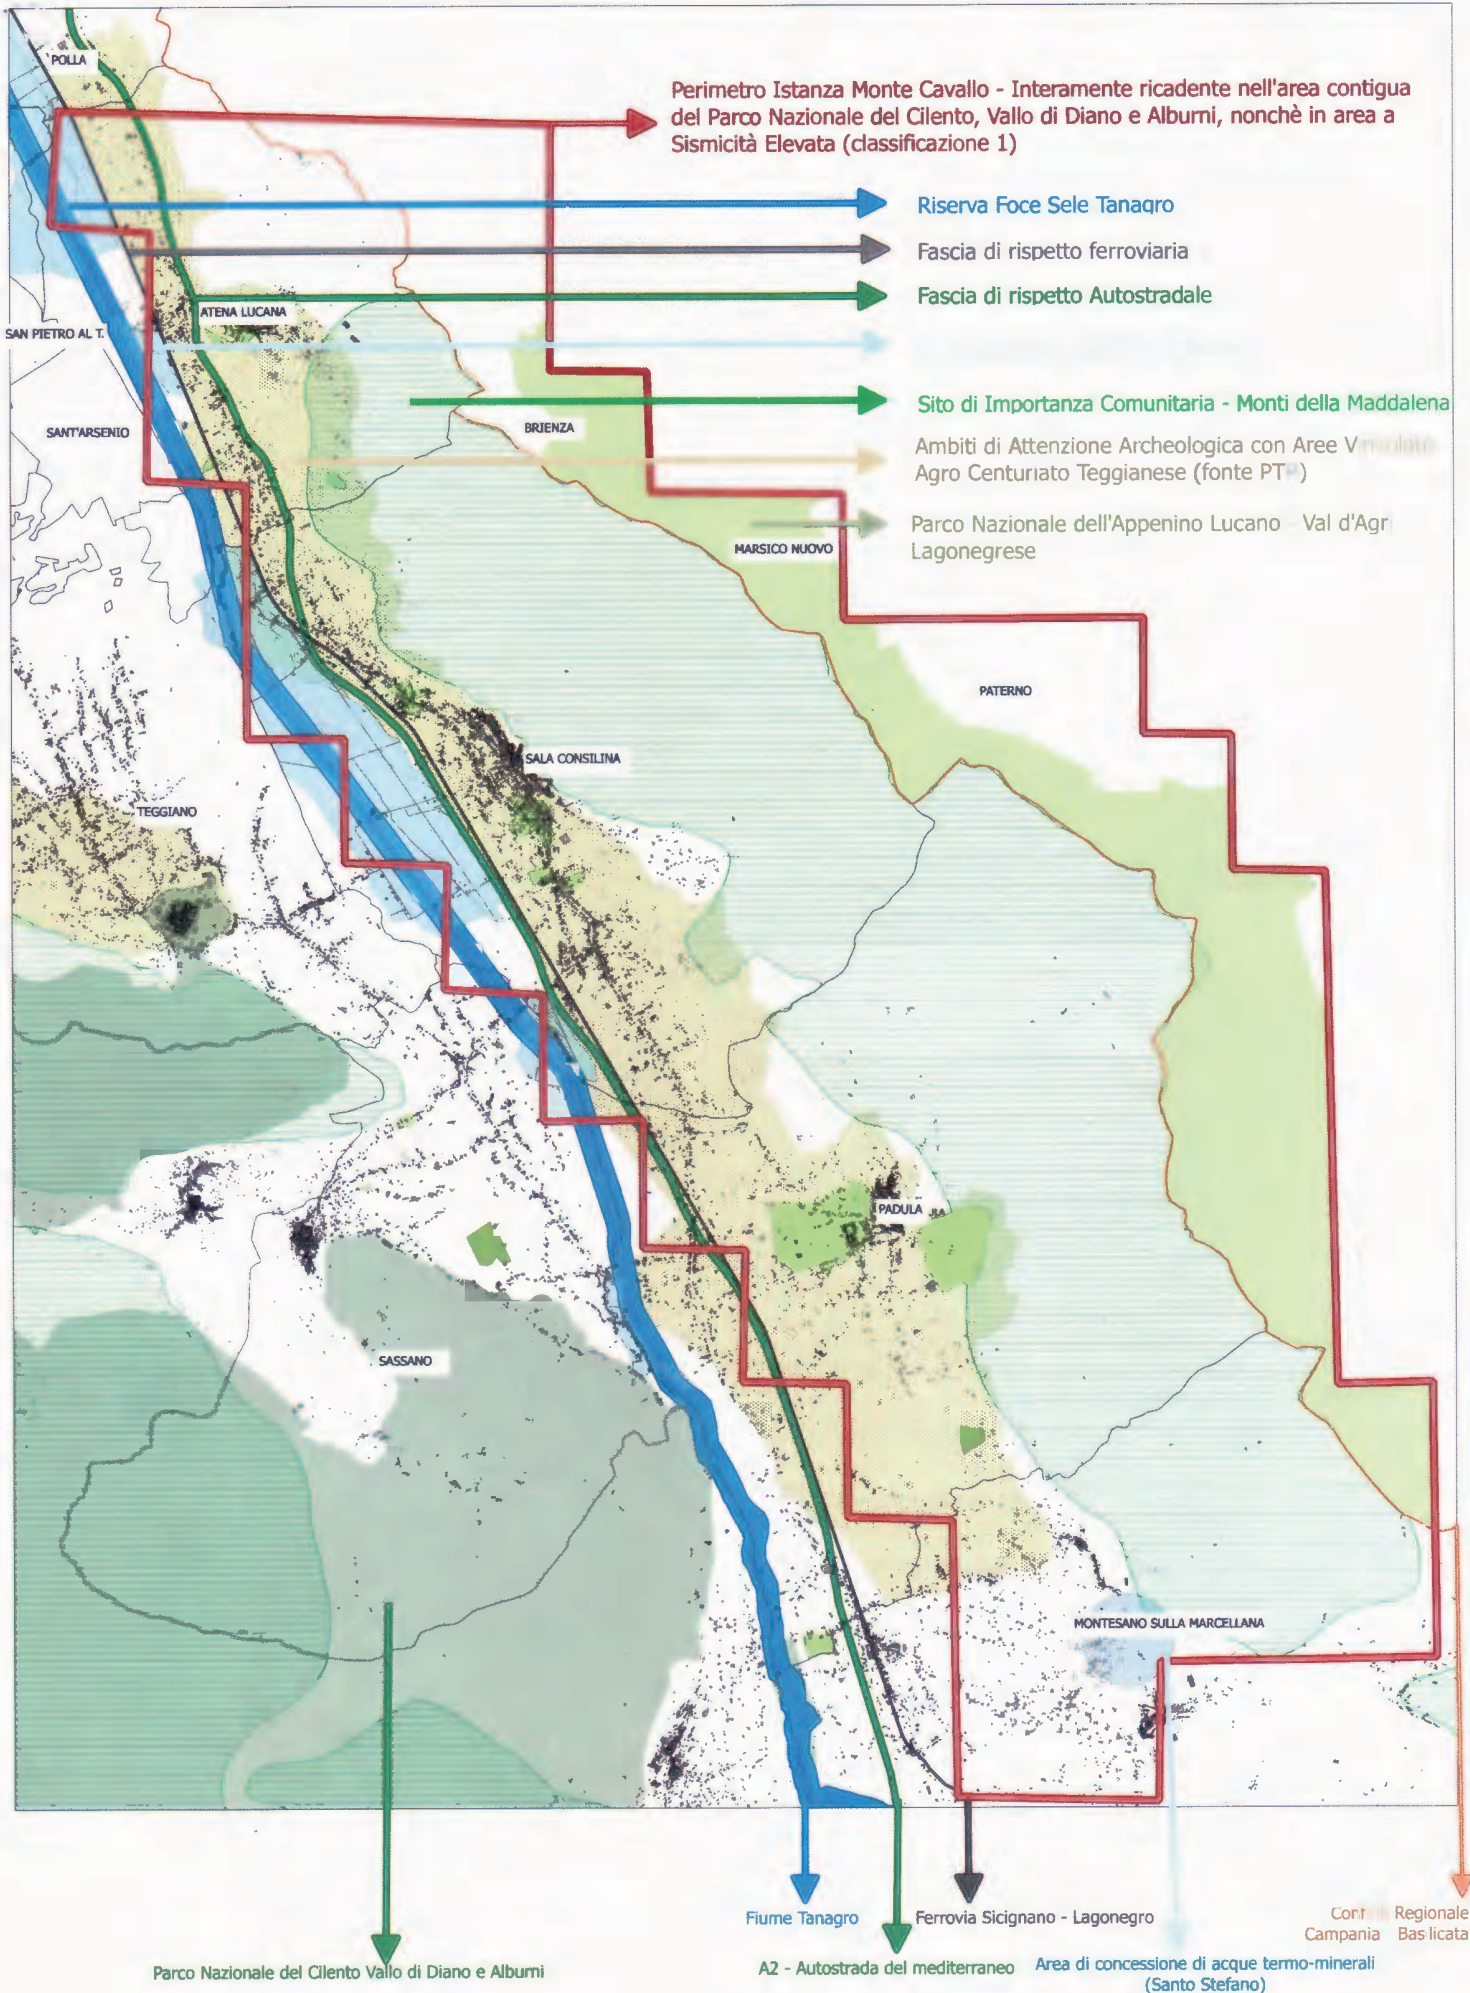 POLLA
Perimetro Istanza Monte Cavallo - Interamente ricadente nell'area contigua
del Parco Nazionale del Cilento, Vallo di Diano e Alburni, nonchè in area a
Sismicità Elevata (classificazione 1)
Riserva Foce Sele Tanagro
Fascia di rispetto ferroviaria
Fascia di rispetto Autostradale
ATENA LUCANA
SAN PIETRO AL T.
Sito di Importanza Comunitaria - Monti della Maddalena
SANT'ARSENIO
BRIENZA
Ambiti di Attenzione Archeologica con Aree
Agro Centuriato Teggianese (fonte
Parco Nazionale dell'Appenino Lucano Val d'Agr
Lagonegrese
MARSICO NUOVO
PATERNO
SALA CONSILINA
TEGGIANO
PADULA
SASSANO
MONTESANO SULLA MARCELLANA
Fiume Tanagro
Ferrovia Sicignano - Lagonegro
Regionale
Campania Basilicata
Parco Nazionale del Cilento Vallo di Diano e Alburni
A2 - Autostrada del mediterraneo
Area di concessione di acque termo-minerali
(Santo Stefano)